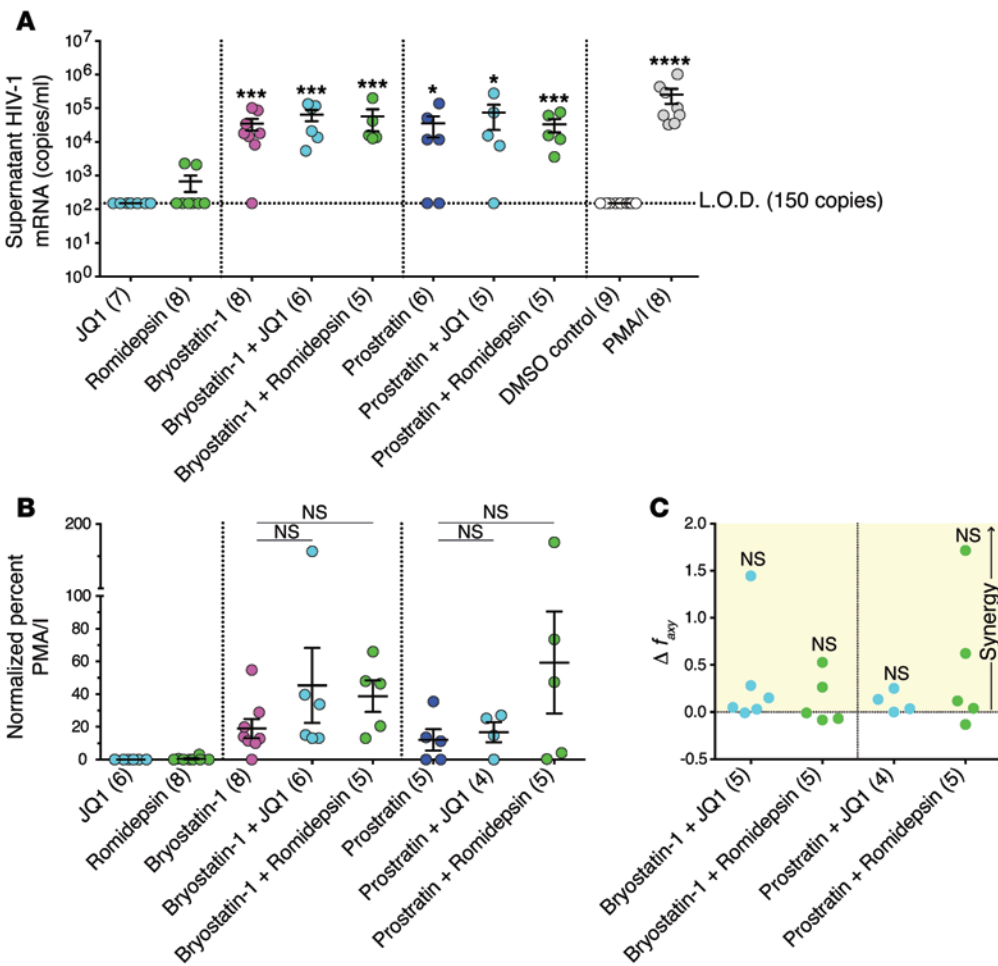 A
Supernatant HIV-1
mRNA (copies/ml)
10⁷
10⁶
10⁵
10⁴
10³
10²
10¹
10⁰
***
***
***
*
*
***
****
L.O.D. (150 copies)
JQ1 (7)
Romidepsin (8)
Bryostatin-1 (8)
Bryostatin-1 + JQ1 (6)
Bryostatin-1 + Romidepsin (5)
Prostratin (6)
Prostratin + JQ1 (5)
Prostratin + Romidepsin (5)
DMSO control (9)
PMA/I (8)
B
Normalized percent
PMA/I
200
100
80
60
40
20
0
NS
NS
NS
NS
JQ1 (6)
Romidepsin (8)
Bryostatin-1 (8)
Bryostatin-1 + JQ1 (6)
Bryostatin-1 + Romidepsin (5)
Prostratin (5)
Prostratin + JQ1 (4)
Prostratin + Romidepsin (5)
C
Δ f_axy
2.0
1.5
1.0
0.5
0.0
-0.5
NS
NS
NS
NS
Synergy
Bryostatin-1 + JQ1 (5)
Bryostatin-1 + Romidepsin (5)
Prostratin + JQ1 (4)
Prostratin + Romidepsin (5)